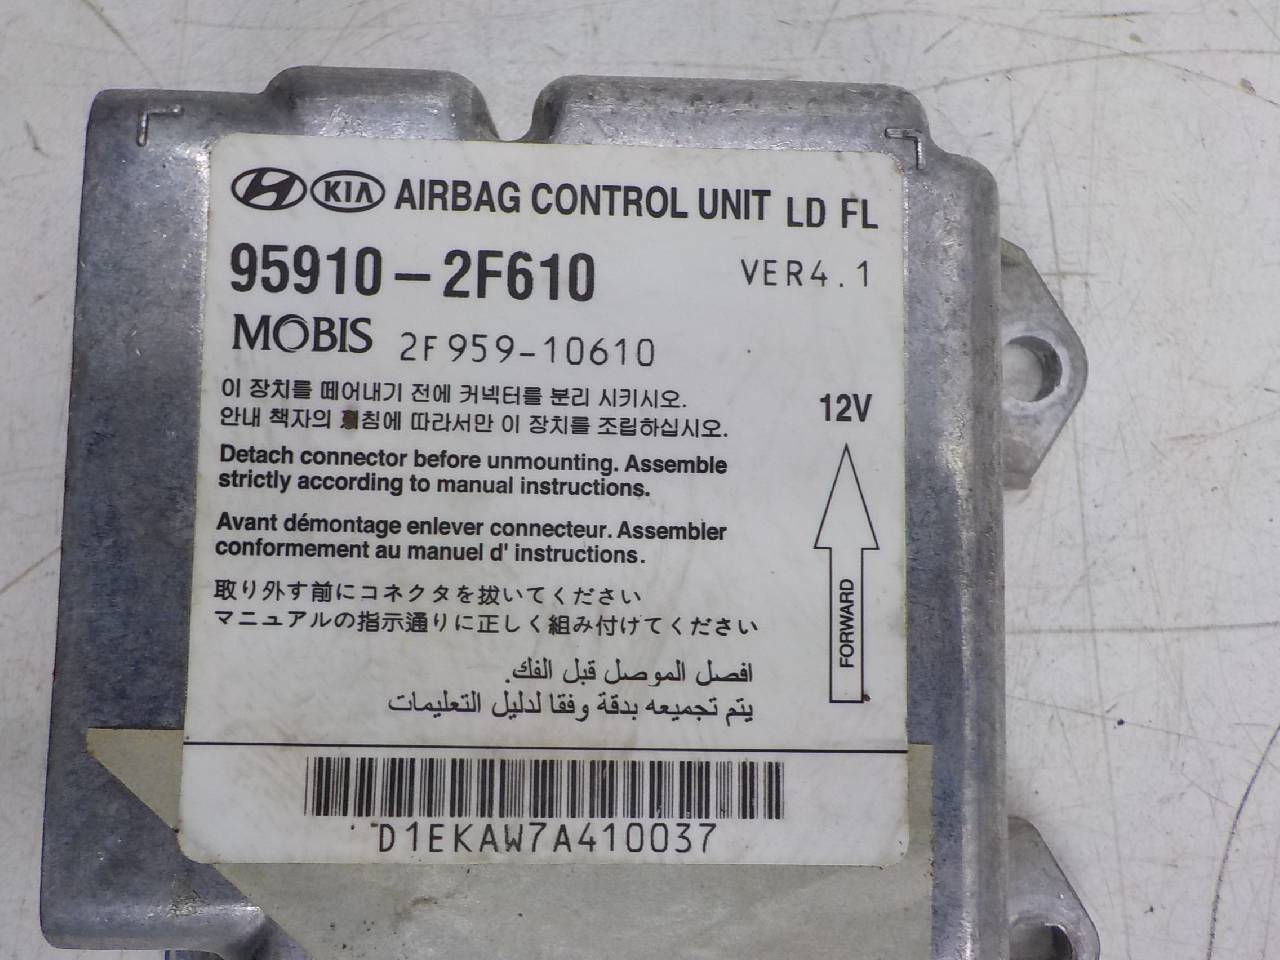 KIA AIRBAG CONTROL UNIT LD FL
95910-2F610 VER4.1
MOBIS 2F959-10610
이 장치를 떼어내기 전에 커넥터를 분리 시키시오.
안내 책자의 침에 따라서만 이 장치를 조립하십시오.
12V
Detach connector before unmounting. Assemble
strictly according to manual instructions.
Avant démontage enlever connecteur. Assembler
conformement au manuel d' instructions.
FORWARD
取り外す前にコネクタを抜いてください
マニュアルの指示通りに正しく組み付けてください
افصل الموصل قبل الفك.
يتم تجميعه بدقة وفقا لدليل التعليمات
D1EKAW7A410037